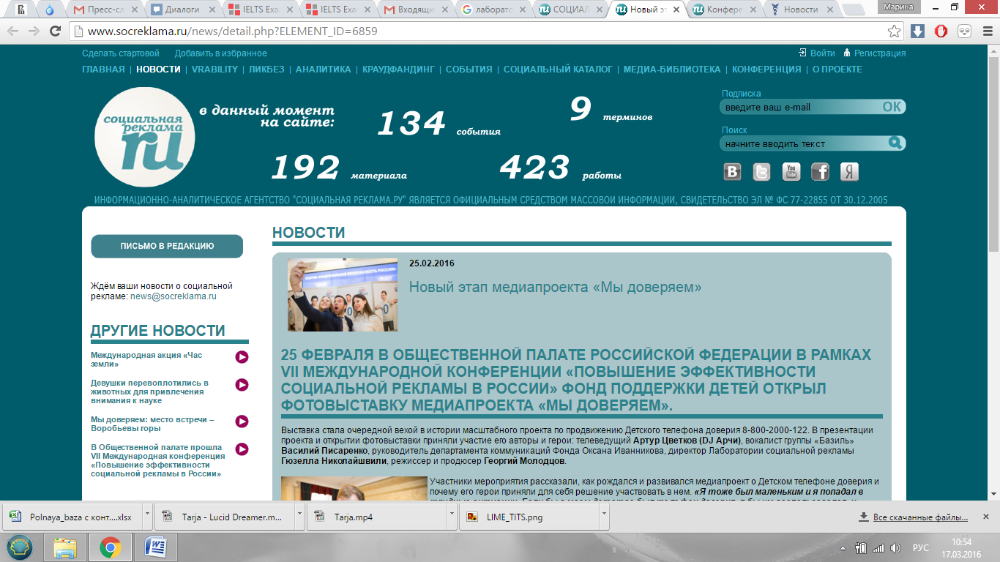 Пресс-сл
Диалоги
IELTS Exa
IELTS Exa
Входящи
лаборато
СОЦИАЛ
Новый эт
Конфере
Новости
Марина
www.socreklama.ru/news/detail.php?ELEMENT_ID=6859
Сделать стартовой Добавить в избранное
Войти Регистрация
ГЛАВНАЯ | НОВОСТИ | VRABILITY | ЛИКБЕЗ | АНАЛИТИКА | КРАУДФАНДИНГ | СОБЫТИЯ | СОЦИАЛЬНЫЙ КАТАЛОГ | МЕДИА-БИБЛИОТЕКА | КОНФЕРЕНЦИЯ | О ПРОЕКТЕ
социальная
реклама
ru
в данный момент
на сайте:
134 события
9 терминов
192 материала
423 работы
Подписка
введите ваш e-mail OK
Поиск
начните вводить текст
B
You
Tube
f
Я
ИНФОРМАЦИОННО-АНАЛИТИЧЕСКОЕ АГЕНТСТВО "СОЦИАЛЬНАЯ РЕКЛАМА.РУ" ЯВЛЯЕТСЯ ОФИЦИАЛЬНЫМ СРЕДСТВОМ МАССОВОЙ ИНФОРМАЦИИ, СВИДЕТЕЛЬСТВО ЭЛ № ФС 77-22855 ОТ 30.12.2005
ПИСЬМО В РЕДАКЦИЮ
Ждём ваши новости о социальной
рекламе: news@socreklama.ru
ДРУГИЕ НОВОСТИ
Международная акция «Час
земли»
Девушки перевоплотились в
животных для привлечения
внимания к науке
Мы доверяем: место встречи –
Воробьевы горы
В Общественной палате прошла
VII Международная конференция
«Повышение эффективности
социальной рекламы в России»
НОВОСТИ
25.02.2016
Новый этап медиапроекта «Мы доверяем»
25 ФЕВРАЛЯ В ОБЩЕСТВЕННОЙ ПАЛАТЕ РОССИЙСКОЙ ФЕДЕРАЦИИ В РАМКАХ
VII МЕЖДУНАРОДНОЙ КОНФЕРЕНЦИИ «ПОВЫШЕНИЕ ЭФФЕКТИВНОСТИ
СОЦИАЛЬНОЙ РЕКЛАМЫ В РОССИИ» ФОНД ПОДДЕРЖКИ ДЕТЕЙ ОТКРЫЛ
ФОТОВЫСТАВКУ МЕДИАПРОЕКТА «МЫ ДОВЕРЯЕМ».
Выставка стала очередной вехой в истории масштабного проекта по продвижению Детского телефона доверия 8-800-2000-122. В презентации
проекта и открытии фотовыставки приняли участие его авторы и герои: телеведущий Артур Цветков (DJ Арчи), вокалист группы «Базиль»
Василий Писаренко, руководитель департамента коммуникаций Фонда Оксана Иванникова, директор Лаборатории социальной рекламы
Гюзелла Николайшвили, режиссер и продюсер Георгий Молодцов.
Участники мероприятия рассказали, как рождался и развивался медиапроект о Детском телефоне доверия и
почему его герои приняли для себя решение участвовать в нем. «Я тоже был маленьким и я попадал в
Polnaya_baza с конт....xlsx
Tarja - Lucid Dreamer.m...
Tarja.mp4
LIME_TITS.png
Все скачанные файлы...
РУС
10:54
17.03.2016